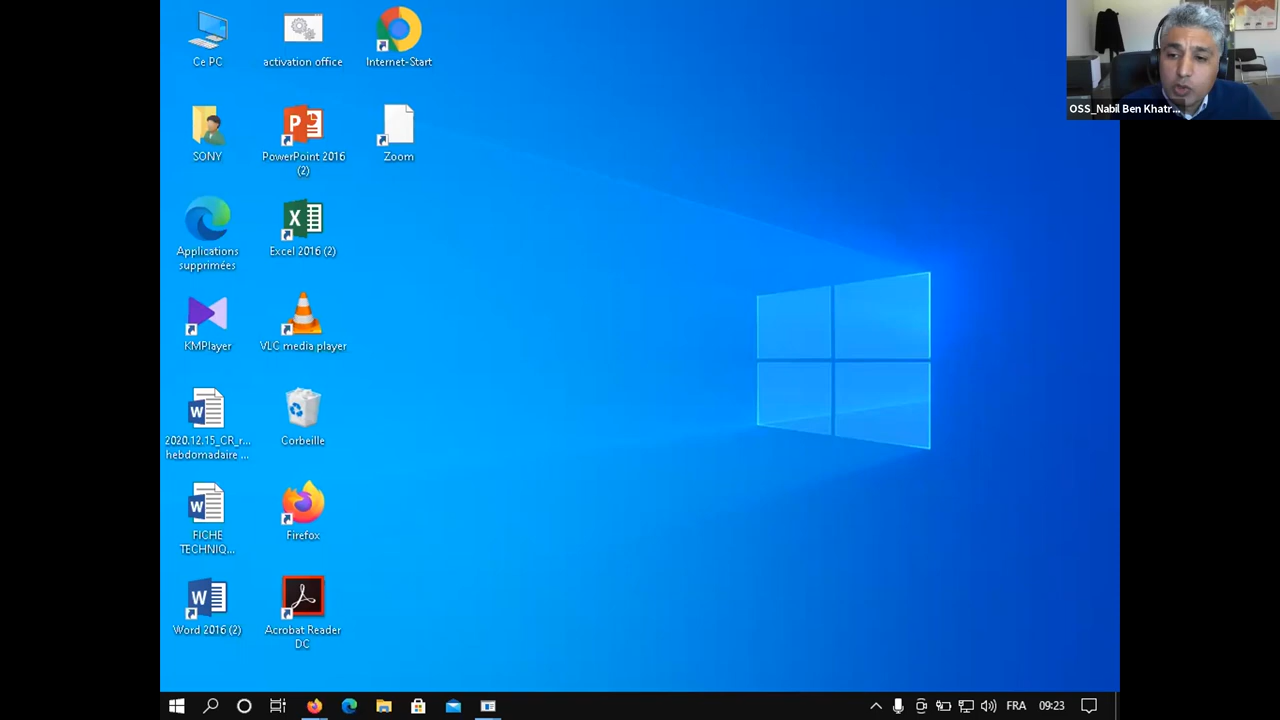 Ce PC
activation office
Internet-Start
SONY
PowerPoint 2016
(2)
Zoom
Applications
supprimées
Excel 2016 (2)
KMPlayer
VLC media player
2020.12.15_CR_r...
hebdomadaire ...
Corbeille
FICHE
TECHNIQ...
Firefox
Word 2016 (2)
Acrobat Reader
DC
FRA
09:23
OSS_Nabil Ben Khatr...